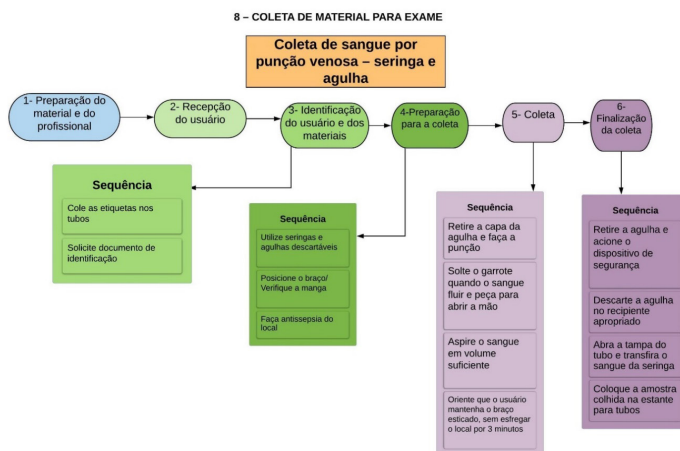 8 – COLETA DE MATERIAL PARA EXAME
Coleta de sangue por
punção venosa – seringa e
agulha
1- Preparação do
material e do
profissional
2- Recepção
do usuário
3- Identificação
do usuário e dos
materiais
4-Preparação
para a coleta
5- Coleta
6-
Finalização
da coleta
Sequência
Cole as etiquetas nos
tubos
Solicite documento de
identificação
Sequência
Utilize seringas e
agulhas descartáveis
Posicione o braço/
Verifique a manga
Faça antissepsia do
local
Sequência
Retire a capa da
agulha e faça a
punção
Solte o garrote
quando o sangue
fluir e peça para
abrir a mão
Aspire o sangue
em volume
suficiente
Oriente que o usuário
mantenha o braço
esticado, sem esfregar
o local por 3 minutos
Sequência
Retire a agulha e
acione o
dispositivo de
segurança
Descarte a agulha
no recipiente
apropriado
Abra a tampa do
tubo e transfira o
sangue da seringa
Coloque a amostra
colhida na estante
para tubos